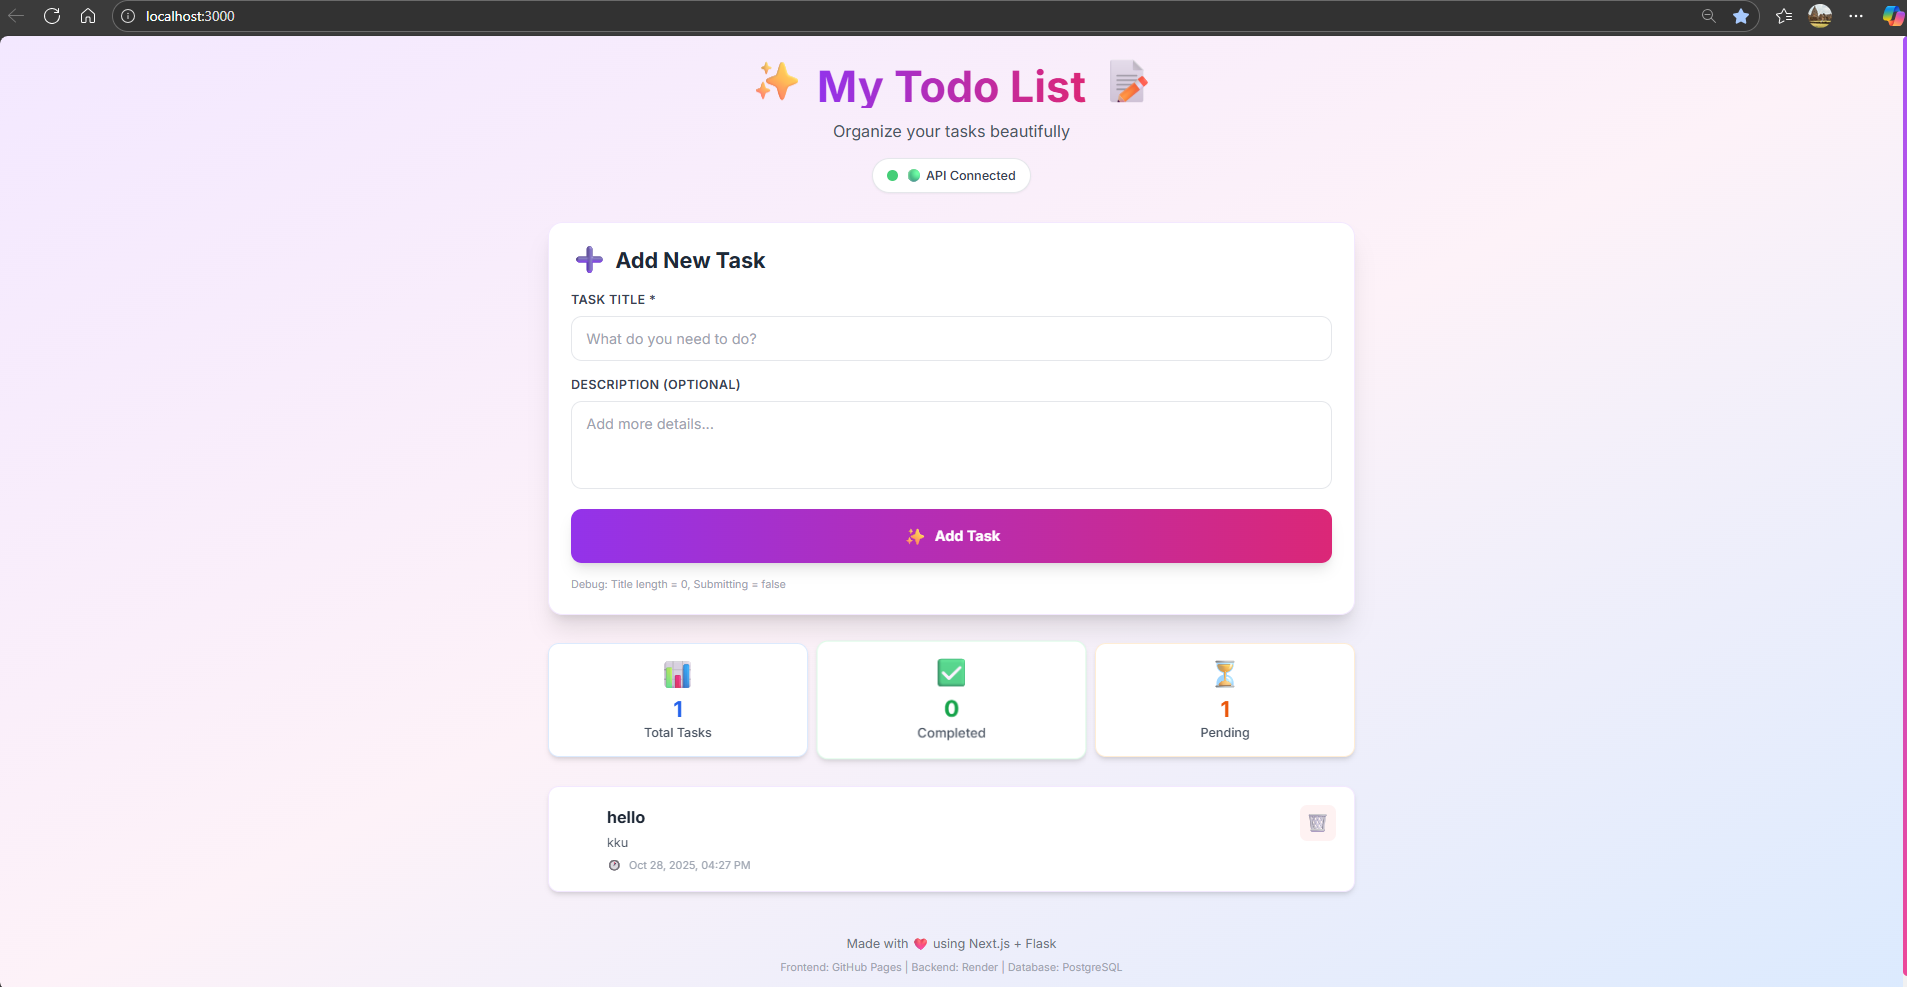 localhost:3000
My Todo List
Organize your tasks beautifully
API Connected
Add New Task
TASK TITLE *
What do you need to do?
DESCRIPTION (OPTIONAL)
Add more details...
Add Task
Debug: Title length = 0, Submitting = false
1
Total Tasks
0
Completed
1
Pending
hello
kku
Oct 28, 2025, 04:27 PM
Made with ❤️ using Next.js + Flask
Frontend: GitHub Pages | Backend: Render | Database: PostgreSQL